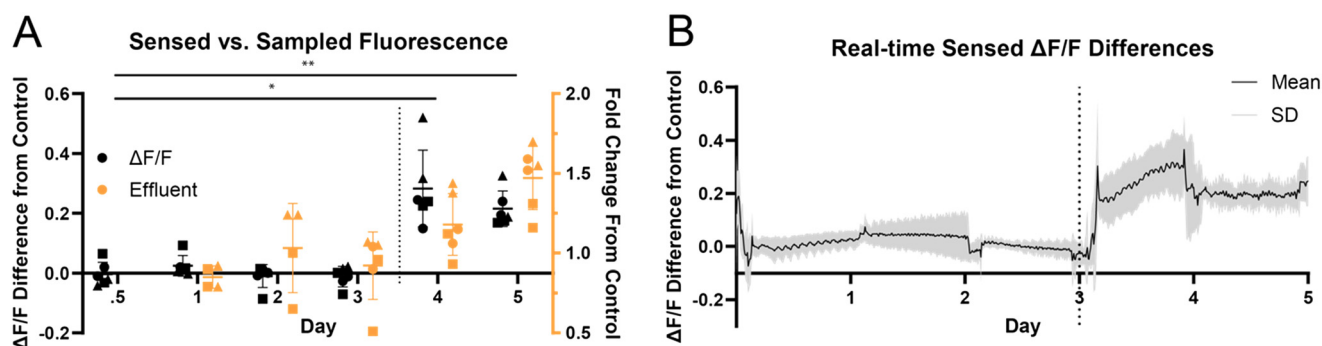 A
Sensed vs. Sampled Fluorescence
**
*
ΔF/F Difference from Control
0.6
0.4
0.2
0.0
-0.2
ΔF/F
Effluent
.5
1
2
3
4
5
Day
2.0
1.5
1.0
0.5
Fold Change From Control
B
Real-time Sensed ΔF/F Differences
ΔF/F Difference from Control
0.6
0.4
0.2
0.0
-0.2
Mean
SD
1
2
3
4
5
Day